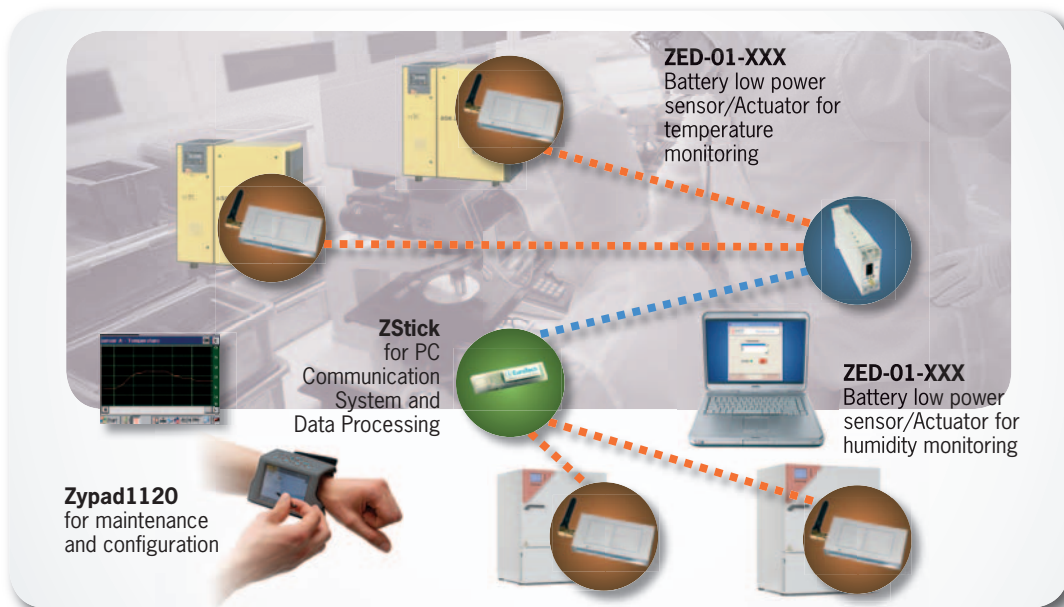 ZED-01-XXX
Battery low power
sensor/Actuator for
temperature
monitoring
ZStick
for PC
Communication
System and
Data Processing
EuroTech
ZED-01-XXX
Battery low power
sensor/Actuator for
humidity monitoring
Zypad1120
for maintenance
and configuration